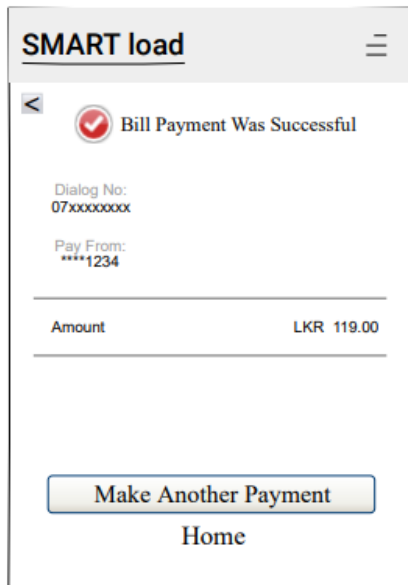 SMART load
<
Bill Payment Was Successful
Dialog No:
07xxxxxxxx
Pay From:
****1234
Amount LKR 119.00
Make Another Payment
Home